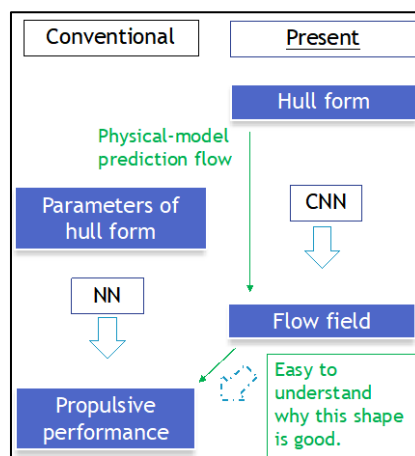 Conventional
Present
Hull form
Physical-model
prediction flow
Parameters of
hull form
CNN
NN
Flow field
Propulsive
performance
Easy to
understand
why this shape
is good.